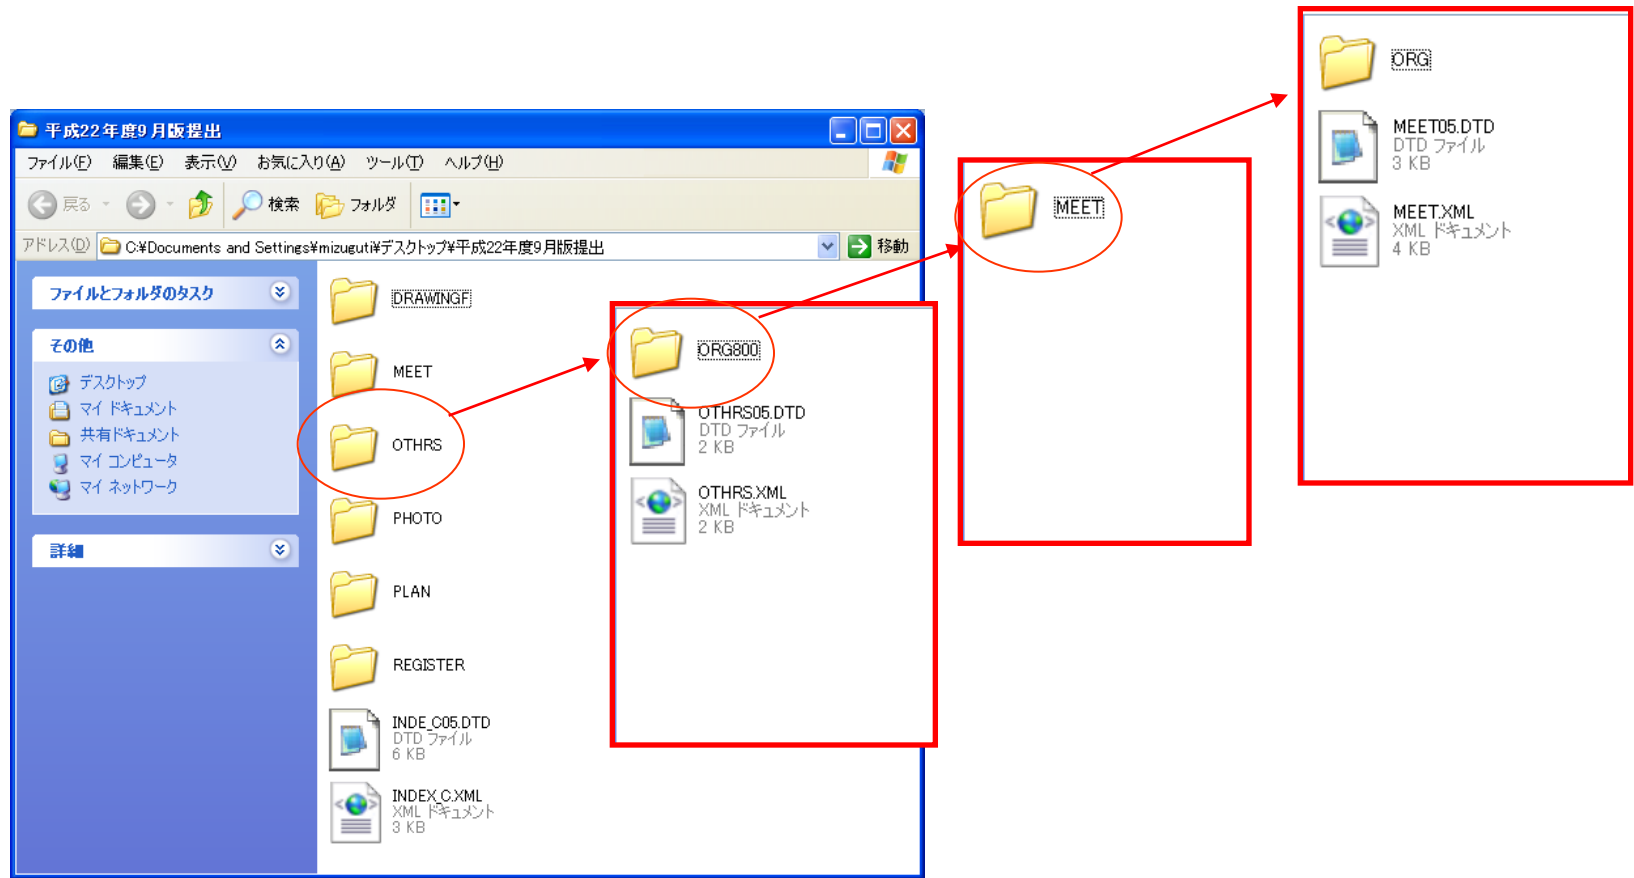 平成22年度9月版提出
ファイル(F) 編集(E) 表示(V) お気に入り(A) ツール(T) ヘルプ(H)
戻る 検索 フォルダ
アドレス(D) C:¥Documents and Settings¥mizuguti¥デスクトップ¥平成22年度9月版提出 移動
ファイルとフォルダのタスク
その他
デスクトップ
マイ ドキュメント
共有ドキュメント
マイ コンピュータ
マイ ネットワーク
詳細
DRAWINGF
MEET
OTHRS
PHOTO
PLAN
REGISTER
INDE_C05.DTD
DTD ファイル
6 KB
INDEX_C.XML
XML ドキュメント
3 KB
ORG800
OTHRS05.DTD
DTD ファイル
2 KB
OTHRS.XML
XML ドキュメント
2 KB
MEET
ORG
MEET05.DTD
DTD ファイル
3 KB
MEET.XML
XML ドキュメント
4 KB